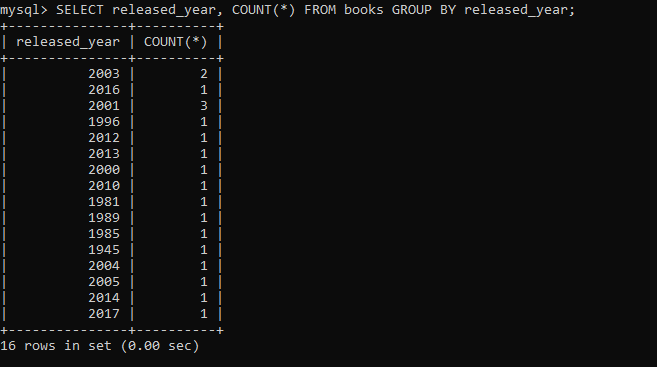 mysql> SELECT released_year, COUNT(*) FROM books GROUP BY released_year;
+---------------+----------+
| released_year | COUNT(*) |
+---------------+----------+
|          2003 |        2 |
|          2016 |        1 |
|          2001 |        3 |
|          1996 |        1 |
|          2012 |        1 |
|          2013 |        1 |
|          2000 |        1 |
|          2010 |        1 |
|          1981 |        1 |
|          1989 |        1 |
|          1985 |        1 |
|          1945 |        1 |
|          2004 |        1 |
|          2005 |        1 |
|          2014 |        1 |
|          2017 |        1 |
+---------------+----------+
16 rows in set (0.00 sec)